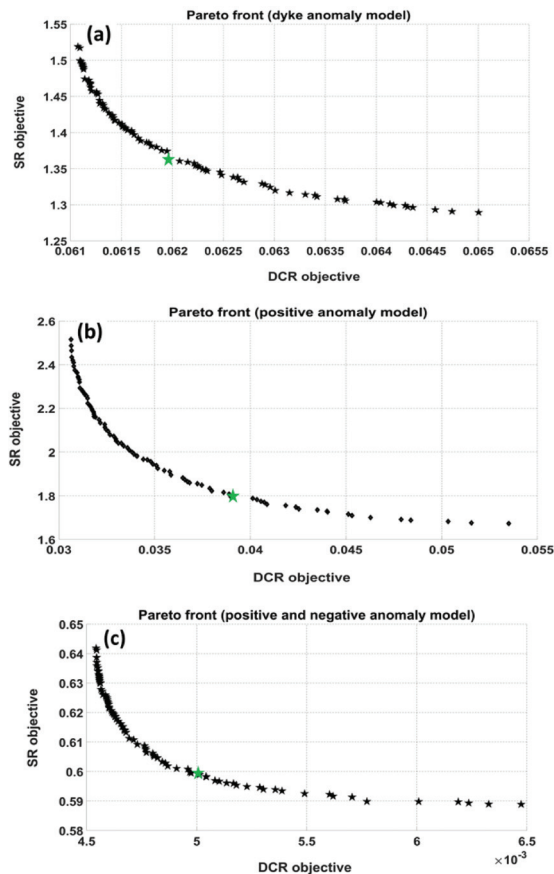 Pareto front (dyke anomaly model)
(a)
1.55
1.5
1.45
1.4
1.35
1.3
1.25
SR objective
0.061 0.0615 0.062 0.0625 0.063 0.0635 0.064 0.0645 0.065 0.0655
DCR objective
Pareto front (positive anomaly model)
(b)
2.6
2.4
2.2
2
1.8
1.6
SR objective
0.03 0.035 0.04 0.045 0.05 0.055
DCR objective
Pareto front (positive and negative anomaly model)
(c)
0.65
0.64
0.63
0.62
0.61
0.6
0.59
0.58
SR objective
4.5 5 5.5 6 6.5
×10⁻³
DCR objective